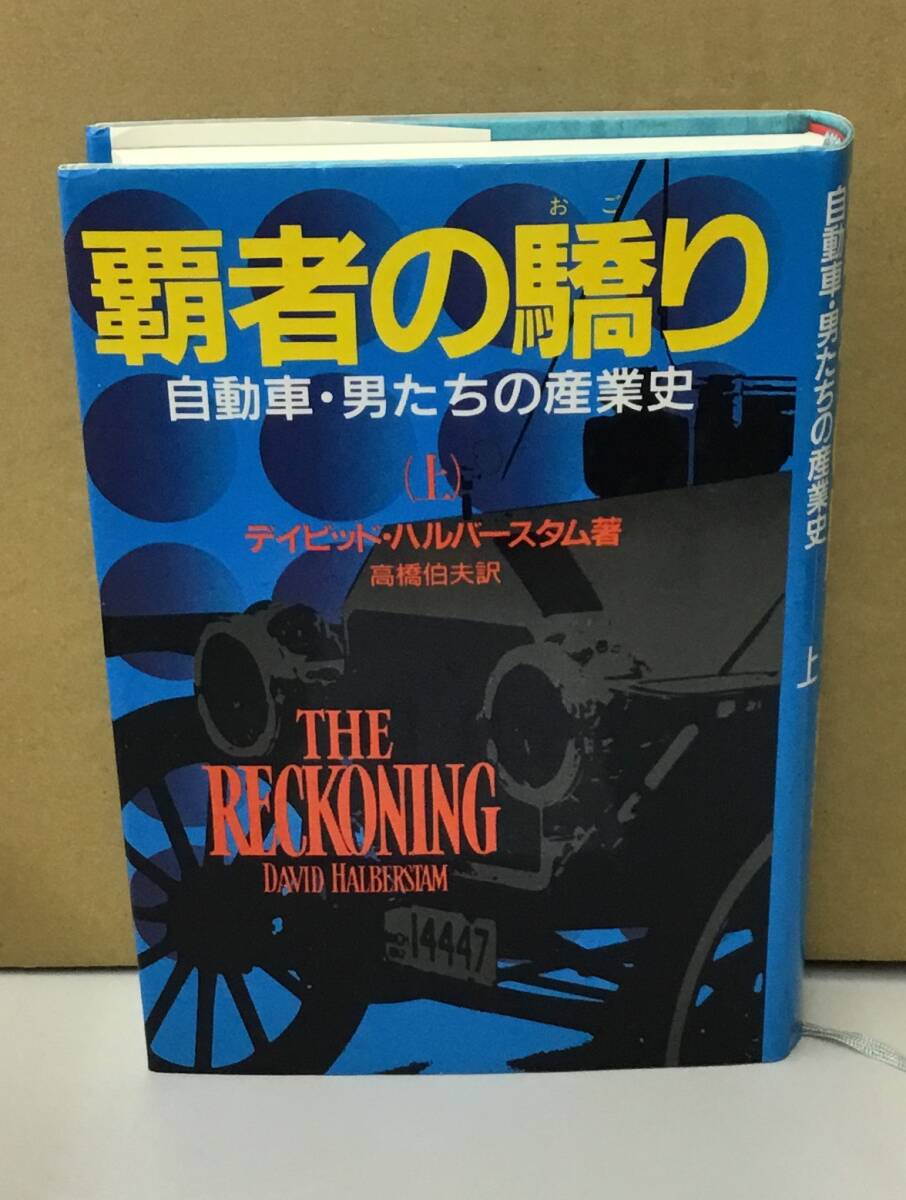 おご
覇者の驕り
自動車・男たちの産業史
(上)
デイビッド・ハルバースタム著
高橋伯夫訳
THE
RECKONING
DAVID HALBERSTAM
14447
自動車・男たちの産業史 上